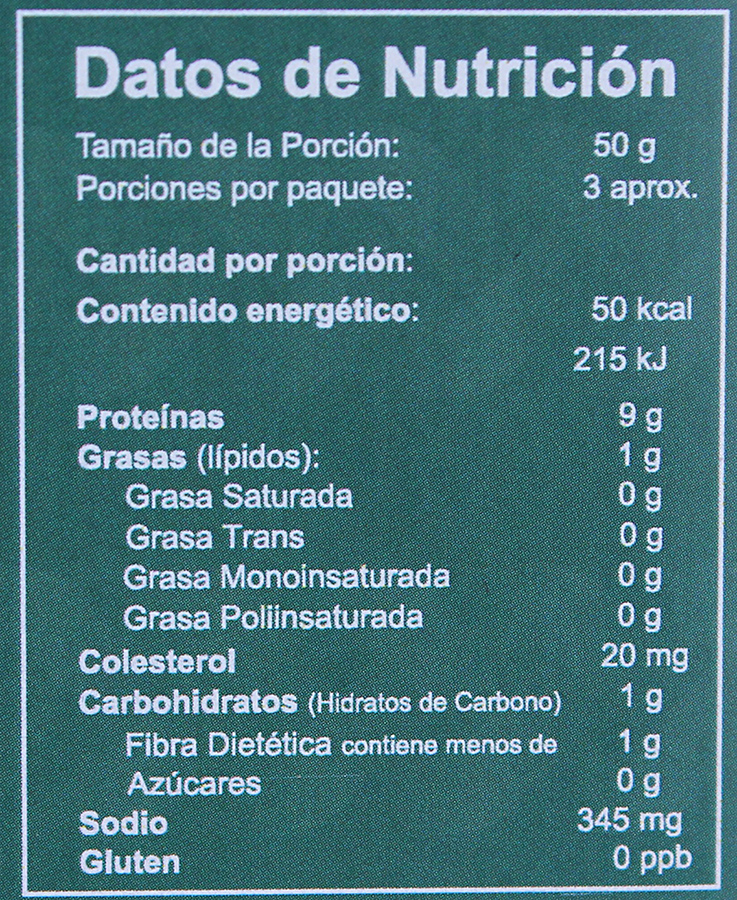 Datos de Nutrición
Tamaño de la Porción: 50 g
Porciones por paquete: 3 aprox.
Cantidad por porción:
Contenido energético: 50 kcal
215 kJ
Proteínas 9 g
Grasas (lípidos): 1 g
Grasa Saturada 0 g
Grasa Trans 0 g
Grasa Monoinsaturada 0 g
Grasa Poliinsaturada 0 g
Colesterol 20 mg
Carbohidratos (Hidratos de Carbono) 1 g
Fibra Dietética contiene menos de 1 g
Azúcares 0 g
Sodio 345 mg
Gluten 0 ppb